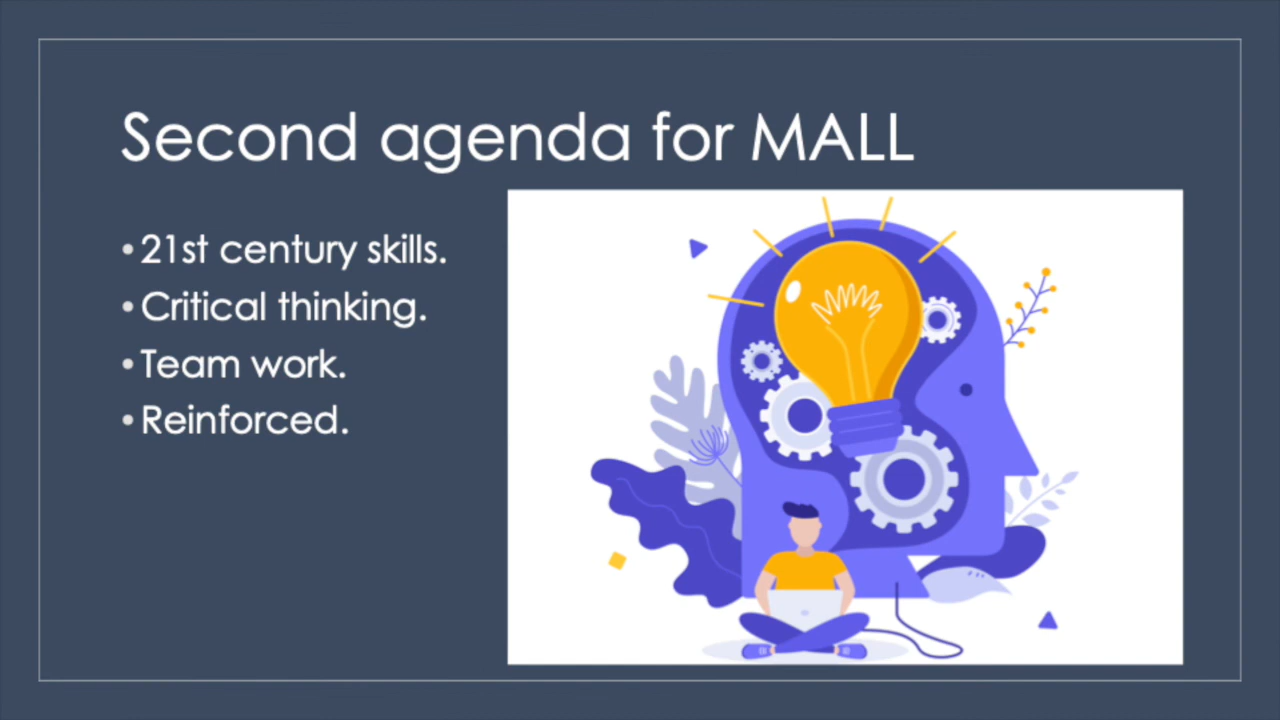 Second agenda for MALL
• 21st century skills.
• Critical thinking.
• Team work.
• Reinforced.